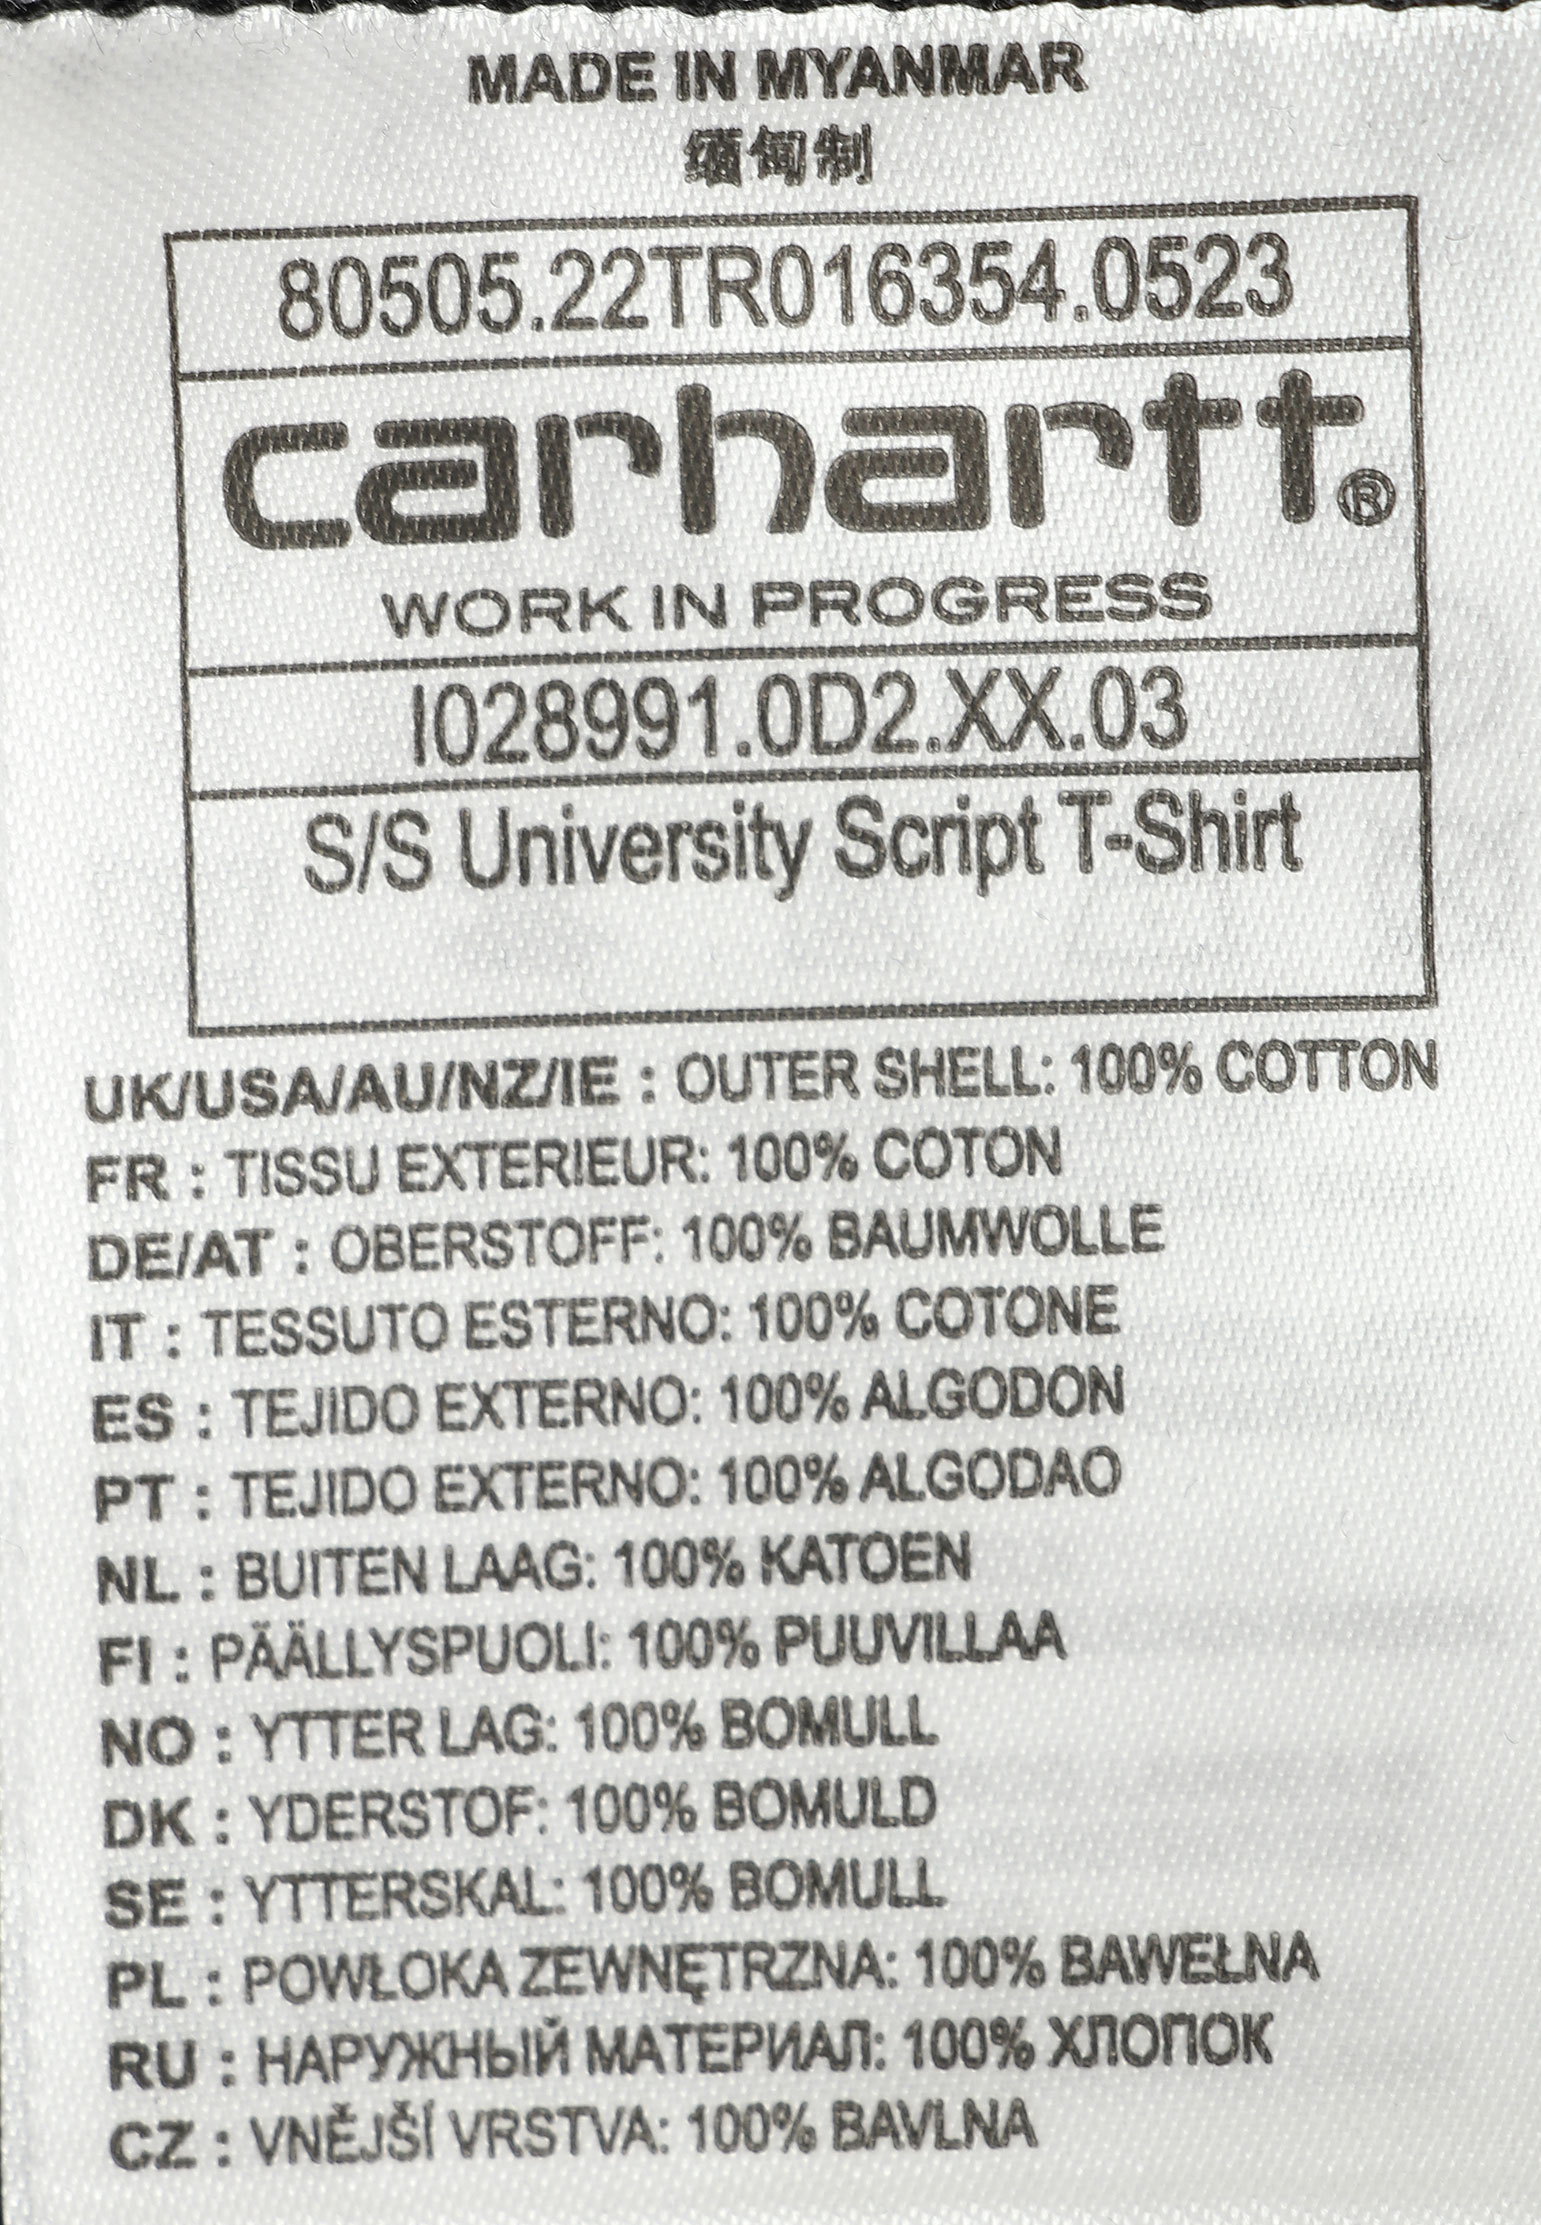 MADE IN MYANMAR
缅甸制
80505.22TR016354.0523
carhartt®
WORK IN PROGRESS
I028991.0D2.XX.03
S/S University Script T-Shirt
UK/USA/AU/NZ/IE : OUTER SHELL: 100% COTTON
FR : TISSU EXTERIEUR: 100% COTON
DE/AT : OBERSTOFF: 100% BAUMWOLLE
IT : TESSUTO ESTERNO: 100% COTONE
ES : TEJIDO EXTERNO: 100% ALGODON
PT : TEJIDO EXTERNO: 100% ALGODAO
NL : BUITEN LAAG: 100% KATOEN
FI : PÄÄLLYSPUOLI: 100% PUUVILLAA
NO : YTTER LAG: 100% BOMULL
DK : YDERSTOF: 100% BOMULD
SE : YTTERSKAL: 100% BOMULL
PL : POWŁOKA ZEWNĘTRZNA: 100% BAWEŁNA
RU : НАРУЖНЫЙ МАТЕРИАЛ: 100% ХЛОПОК
CZ : VNĚJŠÍ VRSTVA: 100% BAVLNA